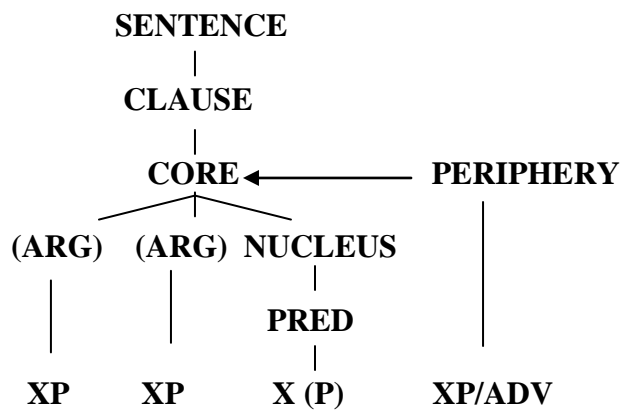 SENTENCE
CLAUSE
CORE PERIPHERY
(ARG) (ARG) NUCLEUS
PRED
XP XP X (P) XP/ADV